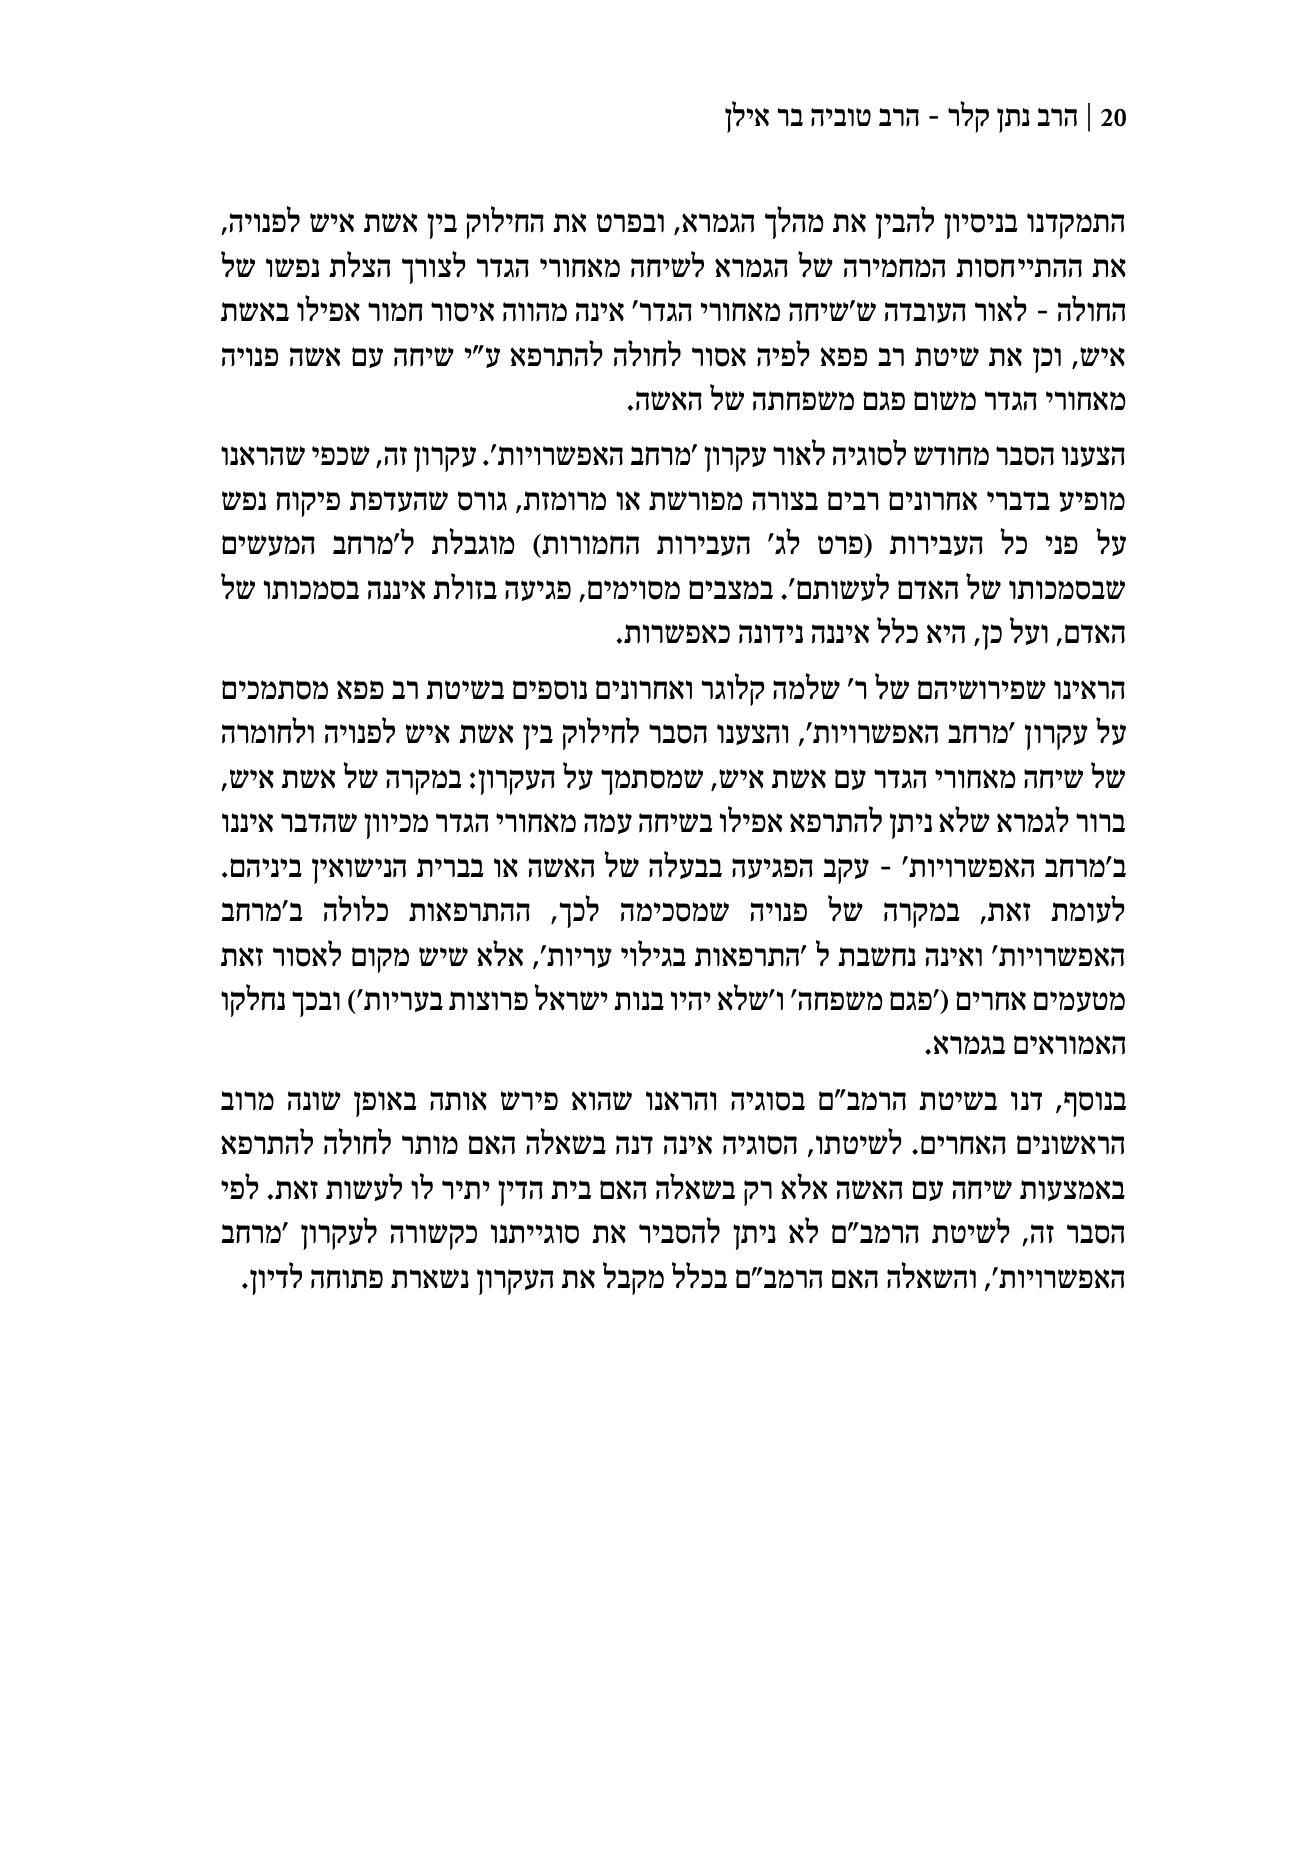 20 | הרב נתן קלר - הרב טוביה בר אילן
התמקדנו בניסיון להבין את מהלך הגמרא, ובפרט את החילוק בין אשת איש לפנויה,
את ההתייחסות המחמירה של הגמרא לשיחה מאחורי הגדר לצורך הצלת נפשו של
החולה - לאור העובדה ש'שיחה מאחורי הגדר' אינה מהווה איסור חמור אפילו באשת
איש, וכן את שיטת רב פפא לפיה אסור לחולה להתרפא ע"י שיחה עם אשה פנויה
מאחורי הגדר משום פגם משפחתה של האשה.
הצענו הסבר מחודש לסוגיה לאור עקרון 'מרחב האפשרויות'. עקרון זה, שכפי שהראנו
מופיע בדברי אחרונים רבים בצורה מפורשת או מרומזת, גורס שהעדפת פיקוח נפש
על פני כל העבירות (פרט לג' העבירות החמורות) מוגבלת ל'מרחב המעשים
שבסמכותו של האדם לעשותם'. במצבים מסוימים, פגיעה בזולת איננה בסמכותו של
האדם, ועל כן, היא כלל איננה נידונה כאפשרות.
הראינו שפירושיהם של ר' שלמה קלוגר ואחרונים נוספים בשיטת רב פפא מסתמכים
על עקרון 'מרחב האפשרויות', והצענו הסבר לחילוק בין אשת איש לפנויה ולחומרה
של שיחה מאחורי הגדר עם אשת איש, שמסתמך על העקרון: במקרה של אשת איש,
ברור לגמרא שלא ניתן להתרפא אפילו בשיחה עמה מאחורי הגדר מכיוון שהדבר איננו
ב'מרחב האפשרויות' - עקב הפגיעה בבעלה של האשה או בברית הנישואין ביניהם.
לעומת זאת, במקרה של פנויה שמסכימה לכך, ההתרפאות כלולה ב'מרחב
האפשרויות' ואינה נחשבת ל 'התרפאות בגילוי עריות', אלא שיש מקום לאסור זאת
מטעמים אחרים ('פגם משפחה' ו'שלא יהיו בנות ישראל פרוצות בעריות') ובכך נחלקו
האמוראים בגמרא.
בנוסף, דנו בשיטת הרמב"ם בסוגיה והראנו שהוא פירש אותה באופן שונה מרוב
הראשונים האחרים. לשיטתו, הסוגיה אינה דנה בשאלה האם מותר לחולה להתרפא
באמצעות שיחה עם האשה אלא רק בשאלה האם בית הדין יתיר לו לעשות זאת. לפי
הסבר זה, לשיטת הרמב"ם לא ניתן להסביר את סוגייתנו כקשורה לעקרון 'מרחב
האפשרויות', והשאלה האם הרמב"ם בכלל מקבל את העקרון נשארת פתוחה לדיון.